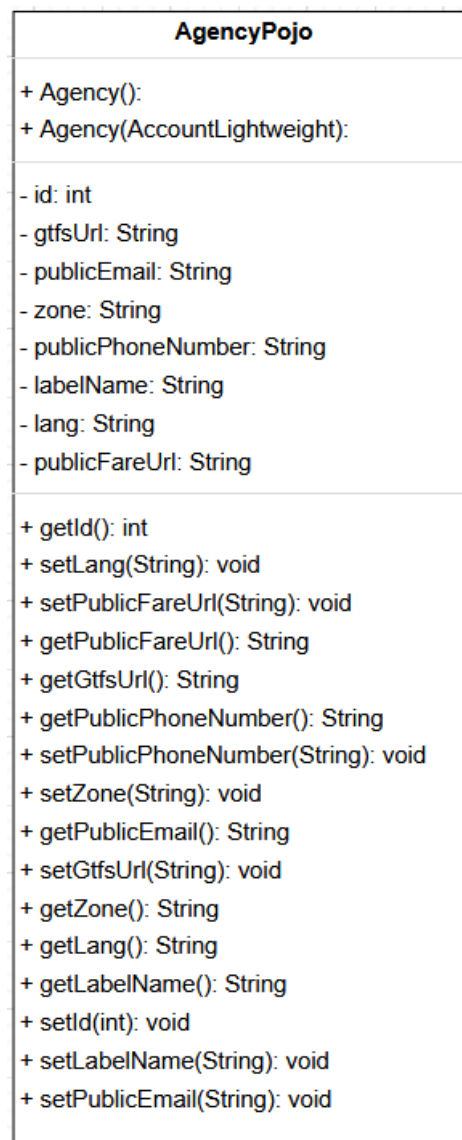 AgencyPojo
+ Agency():
+ Agency(AccountLightweight):
- id: int
- gtfsUrl: String
- publicEmail: String
- zone: String
- publicPhoneNumber: String
- labelName: String
- lang: String
- publicFareUrl: String
+ getId(): int
+ setLang(String): void
+ setPublicFareUrl(String): void
+ getPublicFareUrl(): String
+ getGtfsUrl(): String
+ getPublicPhoneNumber(): String
+ setPublicPhoneNumber(String): void
+ setZone(String): void
+ getPublicEmail(): String
+ setGtfsUrl(String): void
+ getZone(): String
+ getLang(): String
+ getLabelName(): String
+ setId(int): void
+ setLabelName(String): void
+ setPublicEmail(String): void